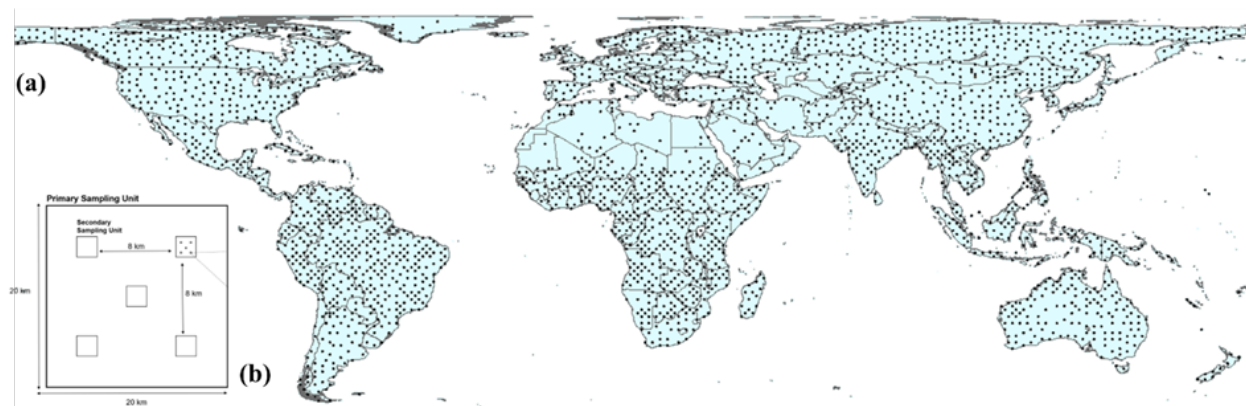 (a)
Primary Sampling Unit
Secondary
Sampling Unit
8 km
8 km
20 km
20 km
(b)